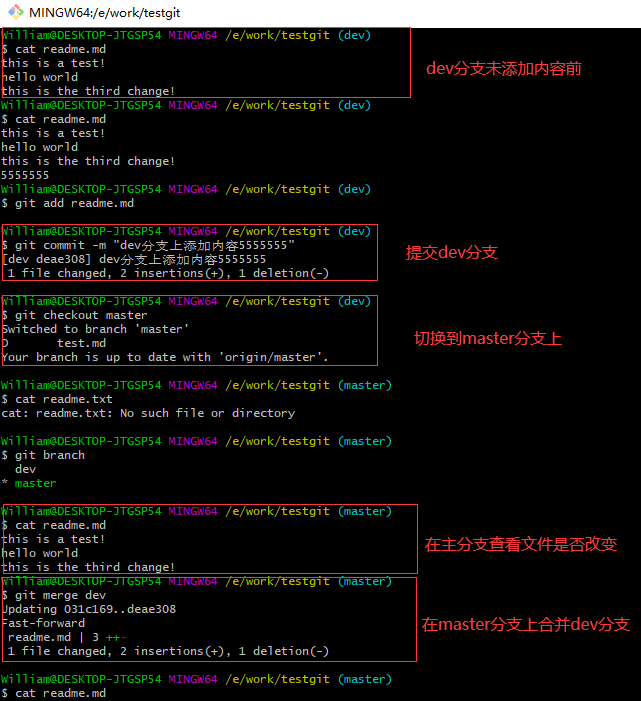 MINGW64:/e/work/testgit
William@DESKTOP-JTGSP54 MINGW64 /e/work/testgit (dev)
$ cat readme.md
this is a test!
hello world
this is the third change!
dev分支未添加内容前
William@DESKTOP-JTGSP54 MINGW64 /e/work/testgit (dev)
$ cat readme.md
this is a test!
hello world
this is the third change!
5555555
William@DESKTOP-JTGSP54 MINGW64 /e/work/testgit (dev)
$ git add readme.md
William@DESKTOP-JTGSP54 MINGW64 /e/work/testgit (dev)
$ git commit -m "dev分支上添加内容5555555"
[dev deae308] dev分支上添加内容5555555
1 file changed, 2 insertions(+), 1 deletion(-)
提交dev分支
William@DESKTOP-JTGSP54 MINGW64 /e/work/testgit (dev)
$ git checkout master
Switched to branch 'master'
D test.md
Your branch is up to date with 'origin/master'.
切换到master分支上
William@DESKTOP-JTGSP54 MINGW64 /e/work/testgit (master)
$ cat readme.txt
cat: readme.txt: No such file or directory
William@DESKTOP-JTGSP54 MINGW64 /e/work/testgit (master)
$ git branch
dev
* master
William@DESKTOP-JTGSP54 MINGW64 /e/work/testgit (master)
$ cat readme.md
this is a test!
hello world
this is the third change!
在主分支查看文件是否改变
William@DESKTOP-JTGSP54 MINGW64 /e/work/testgit (master)
$ git merge dev
Updating 031c169..deae308
Fast-forward
readme.md | 3 ++-
1 file changed, 2 insertions(+), 1 deletion(-)
在master分支上合并dev分支
William@DESKTOP-JTGSP54 MINGW64 /e/work/testgit (master)
$ cat readme.md